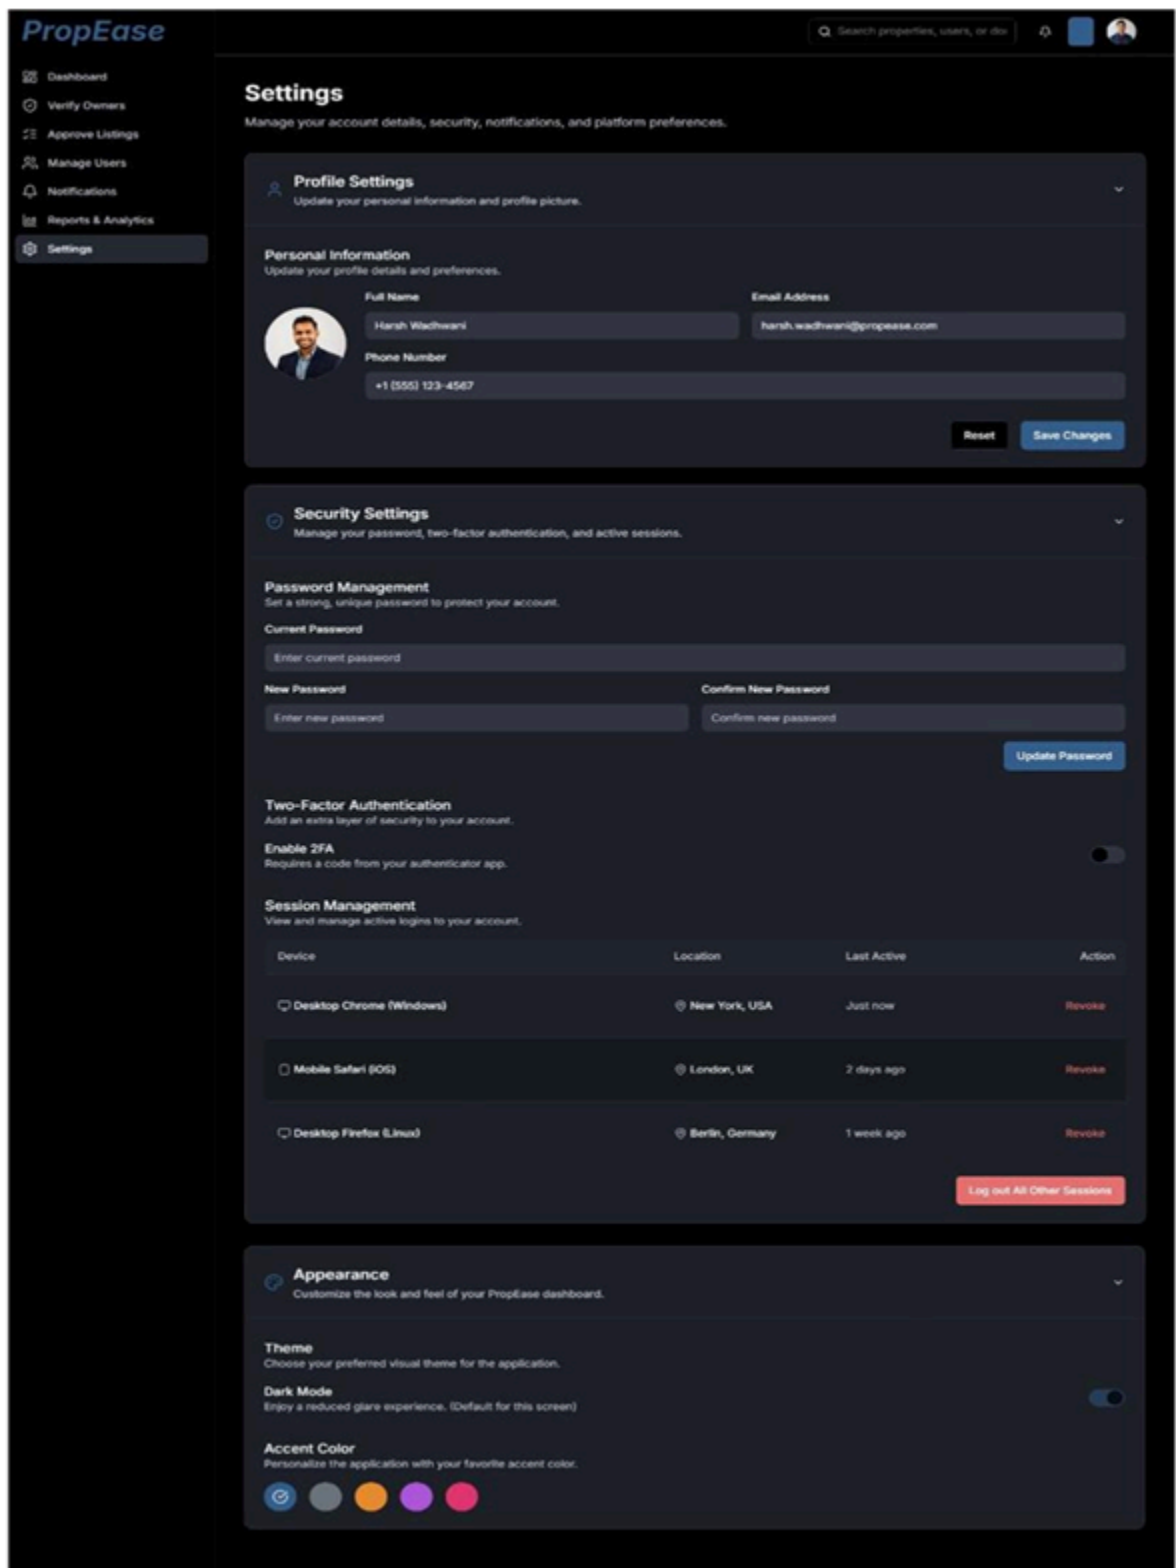 PropEase
Search properties, users, or do
Dashboard
Verify Owners
Approve Listings
Manage Users
Notifications
Reports & Analytics
Settings
Settings
Manage your account details, security, notifications, and platform preferences.
Profile Settings
Update your personal information and profile picture.
Personal Information
Update your profile details and preferences.
Full Name
Email Address
Harsh Wadhwani
harsh.wadhwani@propease.com
Phone Number
+1 (555) 123-4567
Reset
Save Changes
Security Settings
Manage your password, two-factor authentication, and active sessions.
Password Management
Set a strong, unique password to protect your account.
Current Password
Enter current password
New Password
Confirm New Password
Enter new password
Confirm new password
Update Password
Two-Factor Authentication
Add an extra layer of security to your account.
Enable 2FA
Requires a code from your authenticator app.
Session Management
View and manage active logins to your account.
Device Location Last Active Action
Desktop Chrome (Windows) New York, USA Just now Revoke
Mobile Safari (iOS) London, UK 2 days ago Revoke
Desktop Firefox (Linux) Berlin, Germany 1 week ago Revoke
Log out All Other Sessions
Appearance
Customize the look and feel of your PropEase dashboard.
Theme
Choose your preferred visual theme for the application.
Dark Mode
Enjoy a reduced glare experience. (Default for this screen)
Accent Color
Personalize the application with your favorite accent color.